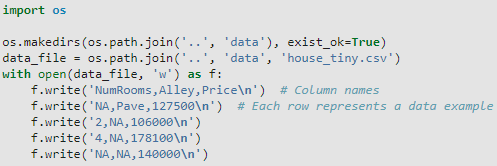 import os
os.makedirs(os.path.join('..', 'data'), exist_ok=True)
data_file = os.path.join('..', 'data', 'house_tiny.csv')
with open(data_file, 'w') as f:
    f.write('NumRooms,Alley,Price\n')  # Column names
    f.write('NA,Pave,127500\n')  # Each row represents a data example
    f.write('2,NA,106000\n')
    f.write('4,NA,178100\n')
    f.write('NA,NA,140000\n')